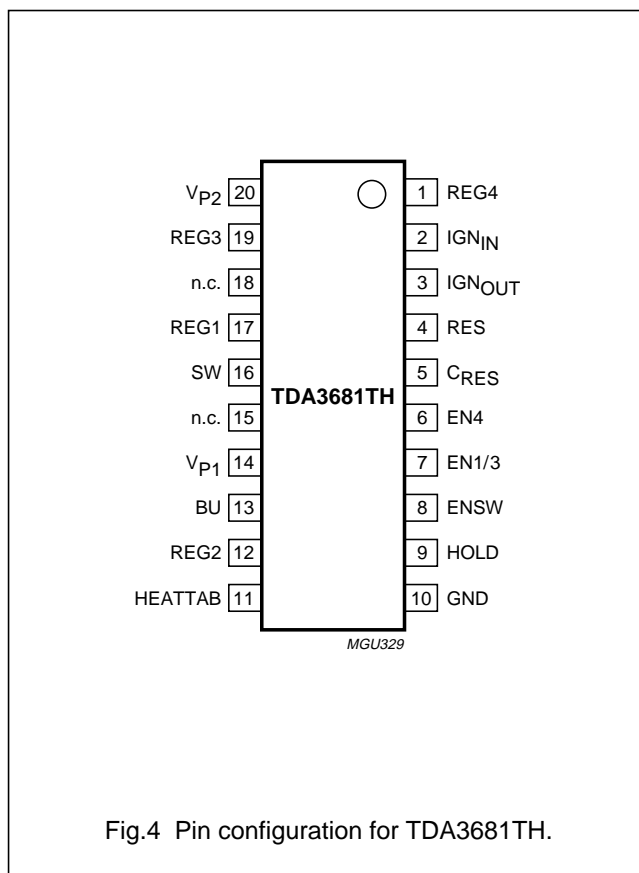 VP2 20 1 REG4
REG3 19 2 IGNIN
n.c. 18 3 IGNOUT
REG1 17 4 RES
SW 16 5 CRES
TDA3681TH
n.c. 15 6 EN4
VP1 14 7 EN1/3
BU 13 8 ENSW
REG2 12 9 HOLD
HEATTAB 11 10 GND
MGU329
Fig.4 Pin configuration for TDA3681TH.